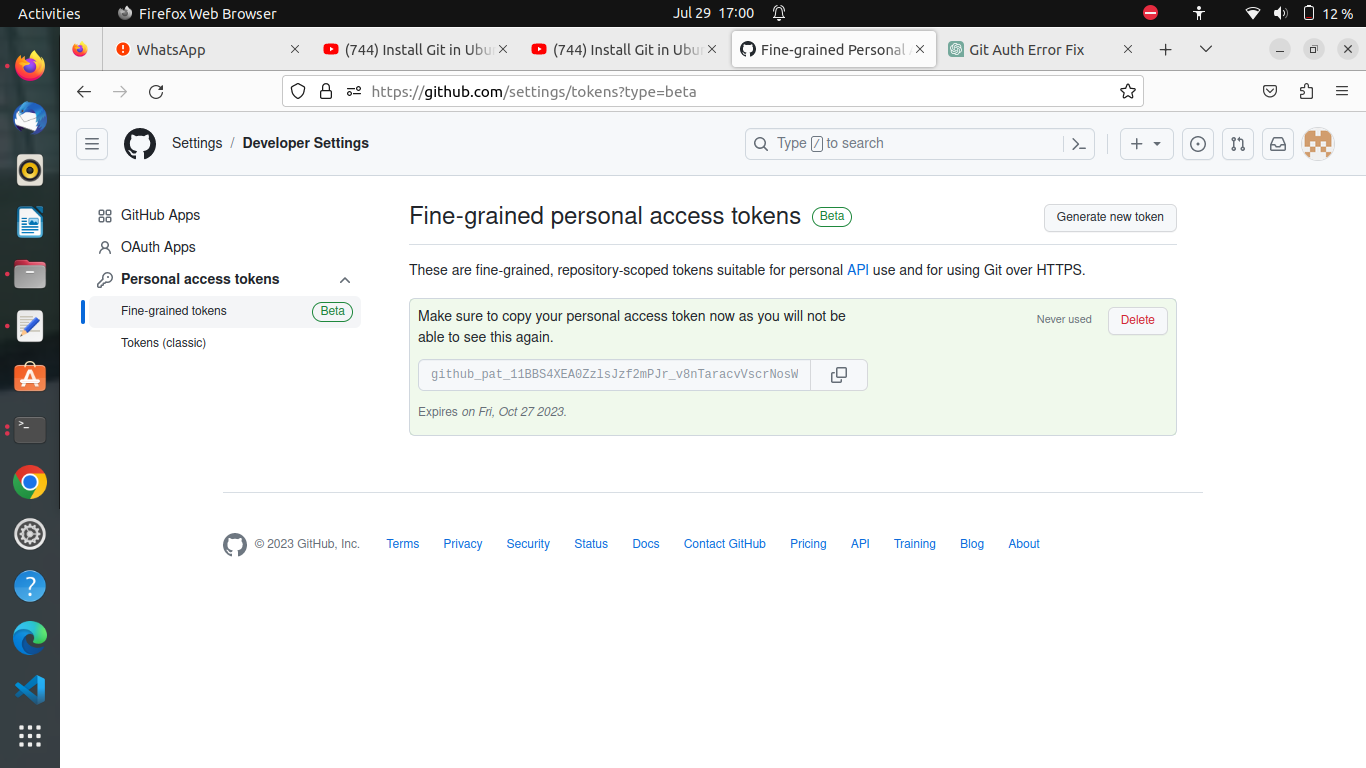 Activities
Firefox Web Browser
Jul 29 17:00
12 %
WhatsApp
(744) Install Git in Ubu
(744) Install Git in Ubu
Fine-grained Personal
Git Auth Error Fix
https://github.com/settings/tokens?type=beta
Settings / Developer Settings
Type / to search
GitHub Apps
OAuth Apps
Personal access tokens
Fine-grained tokens
Beta
Tokens (classic)
Fine-grained personal access tokens Beta
Generate new token
These are fine-grained, repository-scoped tokens suitable for personal API use and for using Git over HTTPS.
Make sure to copy your personal access token now as you will not be
able to see this again.
Never used
Delete
github_pat_11BBS4XEA0ZzlsJzf2mPJr_v8nTaracvVscrNosW
Expires on Fri, Oct 27 2023.
© 2023 GitHub, Inc. Terms Privacy Security Status Docs Contact GitHub Pricing API Training Blog About